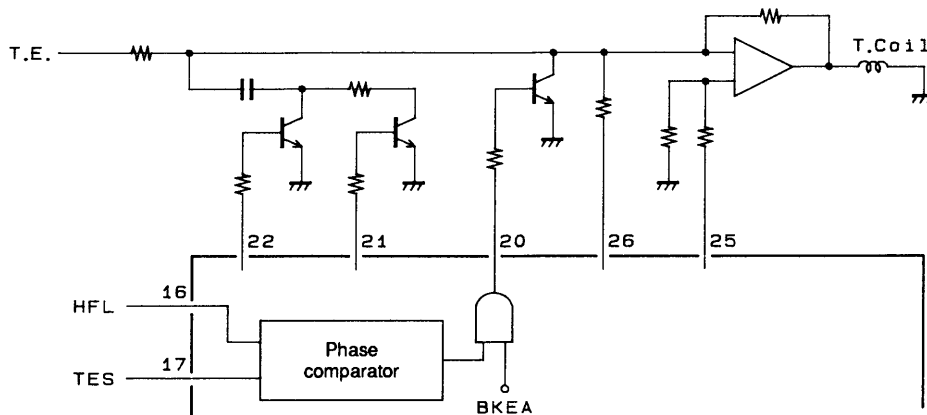 T.E.
T.Coil
22
21
20
26
25
HFL
16
TES
17
Phase
comparator
BKEA